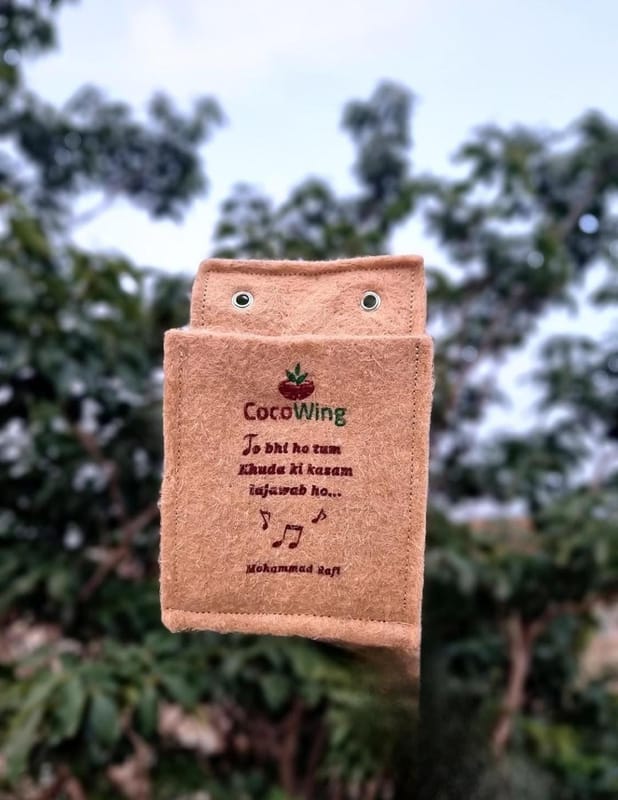 CocoWing
Jo bhi ho tum
Khuda ki kasam
lajawab ho...
Mohammad Rafi